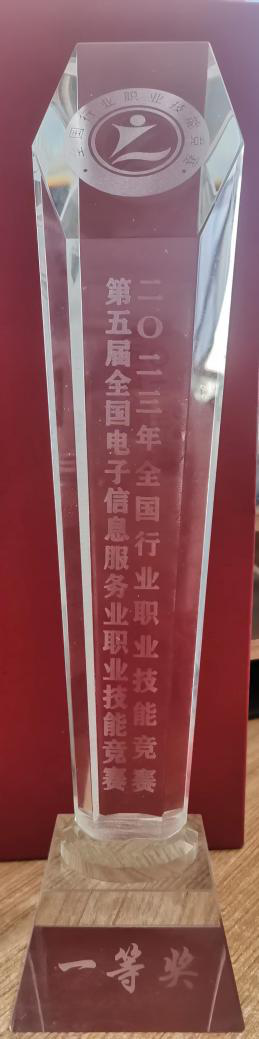 全国行业职业技能竞赛
二〇二三年全国行业职业技能竞赛
第五届全国电子信息服务业职业技能竞赛
一等奖